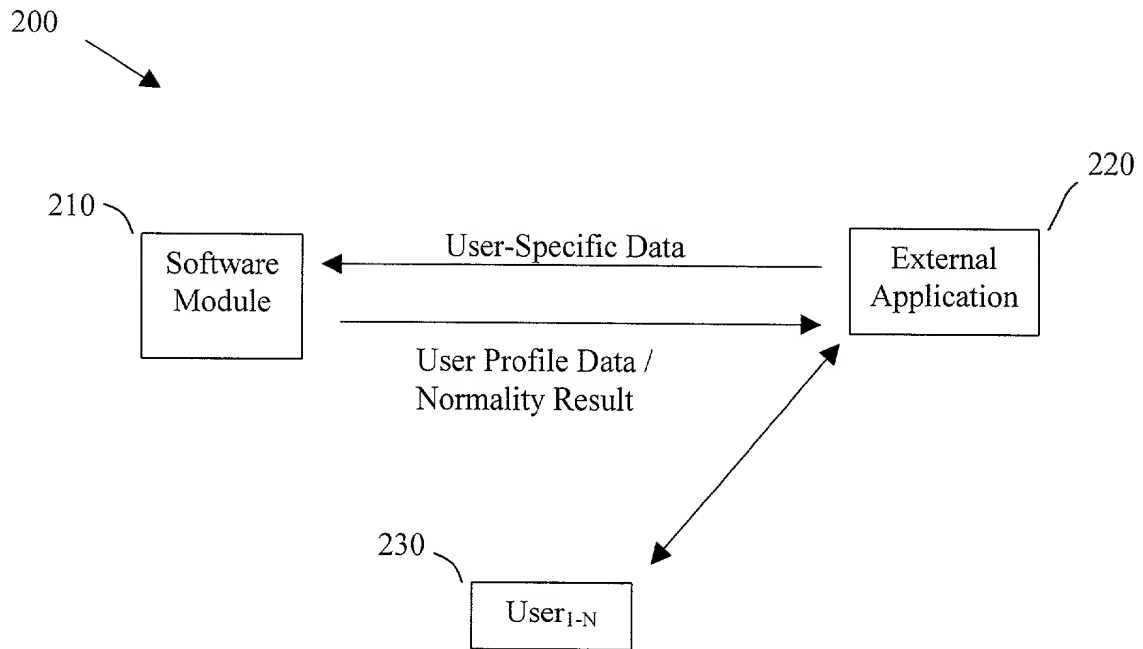 200
220
210
User-Specific Data
Software
Module
External
Application
User Profile Data /
Normality Result
230
User1-N